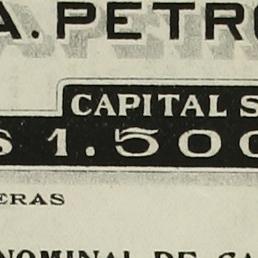 A. PETRO
CAPITAL S
$ 1.500
ERAS
NOMINAL DE CA